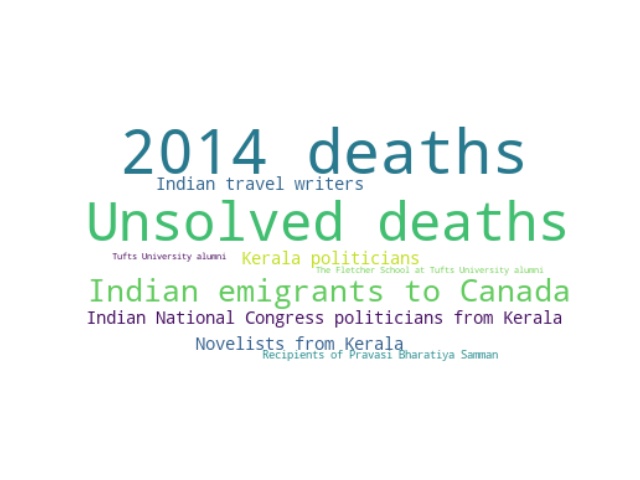 2014 deaths
Indian travel writers
Unsolved deaths
Tufts University alumni
Kerala politicians
The Fletcher School at Tufts University alumni
Indian emigrants to Canada
Indian National Congress politicians from Kerala
Novelists from Kerala
Recipients of Pravasi Bharatiya Samman